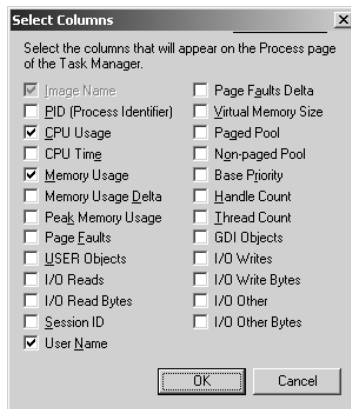 Select Columns
Select the columns that will appear on the Process page
of the Task Manager.
Image Name
PID (Process Identifier)
CPU Usage
CPU Time
Memory Usage
Memory Usage Delta
Peak Memory Usage
Page Faults
USER Objects
I/O Reads
I/O Read Bytes
Session ID
User Name
Page Faults Delta
Virtual Memory Size
Paged Pool
Non-paged Pool
Base Priority
Handle Count
Thread Count
GDI Objects
I/O Writes
I/O Write Bytes
I/O Other
I/O Other Bytes
OK
Cancel